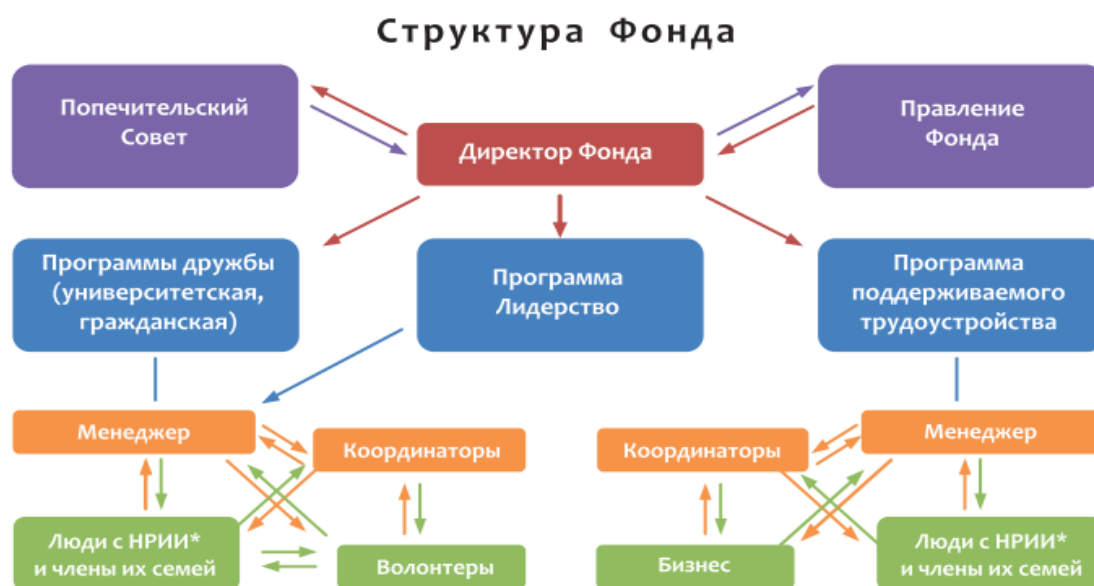 Структура Фонда
Попечительский
Совет
Правление
Фонда
Директор Фонда
Программы дружбы
(университетская,
гражданская)
Программа
Лидерство
Программа
поддерживаемого
трудоустройства
Менеджер
Координаторы
Координаторы
Менеджер
Люди с НРИИ*
и члены их семей
Волонтеры
Бизнес
Люди с НРИИ*
и члены их семей